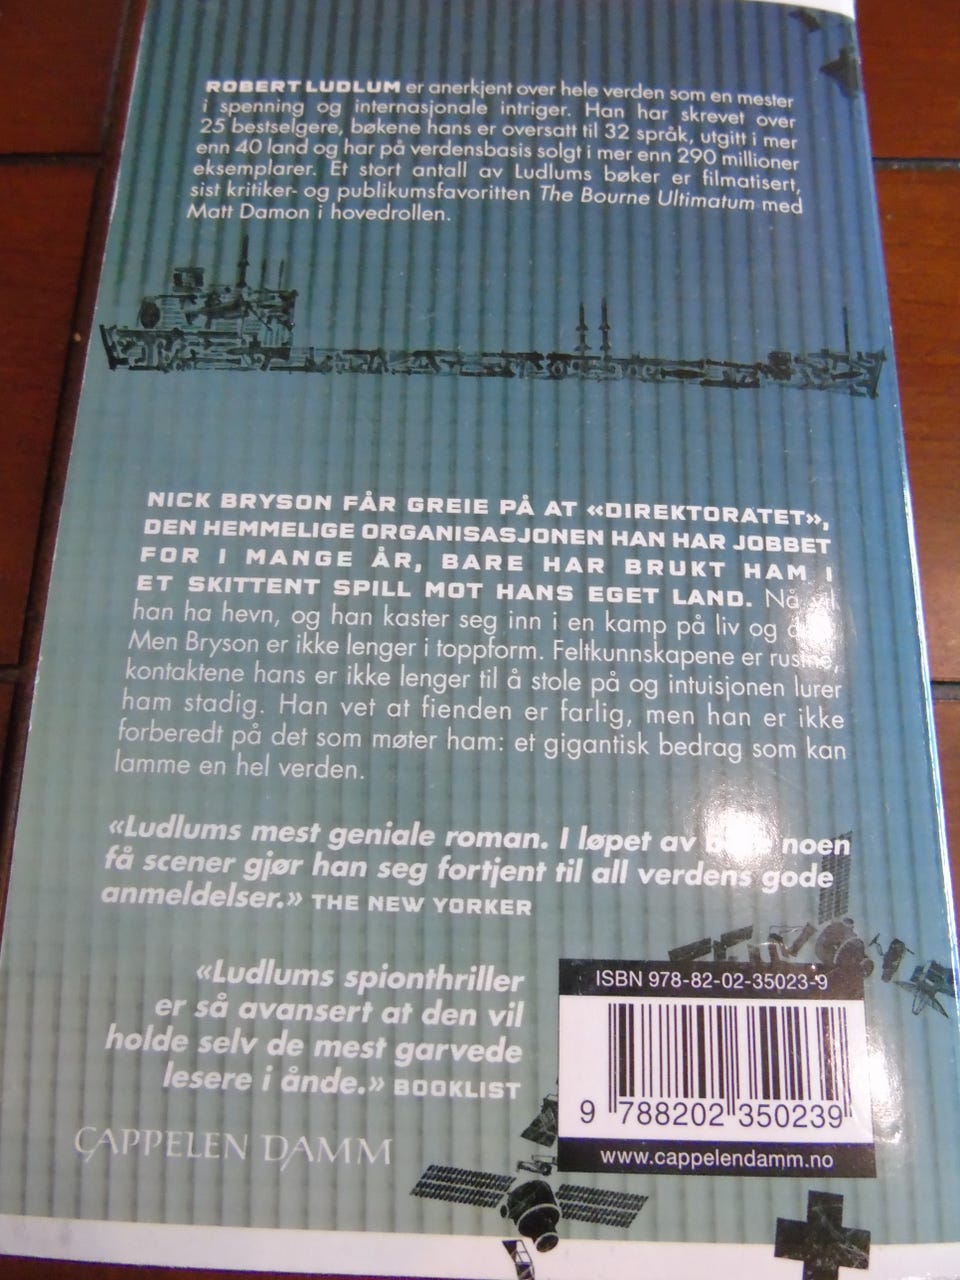 ROBERT LUDLUM er anerkjent over hele verden som en mester
i spenning og internasjonale intriger. Han har skrevet over
25 bestselgere, bøkene hans er oversatt til 32 språk, utgitt i mer
enn 40 land og har på verdensbasis solgt i mer enn 290 millioner
eksemplarer. Et stort antall av Ludlums bøker er filmatisert,
sist kritiker- og publikumsfavoritten The Bourne Ultimatum med
Matt Damon i hovedrollen.
NICK BRYSON FÅR GREIE PÅ AT «DIREKTORATET»,
DEN HEMMELIGE ORGANISASJONEN HAN HAR JOBBET
FOR I MANGE ÅR, BARE HAR BRUKT HAM I
ET SKITTENT SPILL MOT HANS EGET LAND. Nå vil
han ha hevn, og han kaster seg inn i en kamp på liv og
Men Bryson er ikke lenger i toppform. Feltkunnskapene er rustne,
kontaktene hans er ikke lenger til å stole på og intuisjonen lurer
ham stadig. Han vet at fienden er farlig, men han er ikke
forberedt på det som møter ham: et gigantisk bedrag som kan
lamme en hel verden.
«Ludlums mest geniale roman. I løpet av noen
få scener gjør han seg fortjent til all verdens gode
anmeldelser.» THE NEW YORKER
«Ludlums spionthriller
er så avansert at den vil
holde selv de mest garvede
lesere i ånde.» BOOKLIST
CAPPELEN DAMM
ISBN 978-82-02-35023-9
9 788202 350239
www.cappelendamm.no